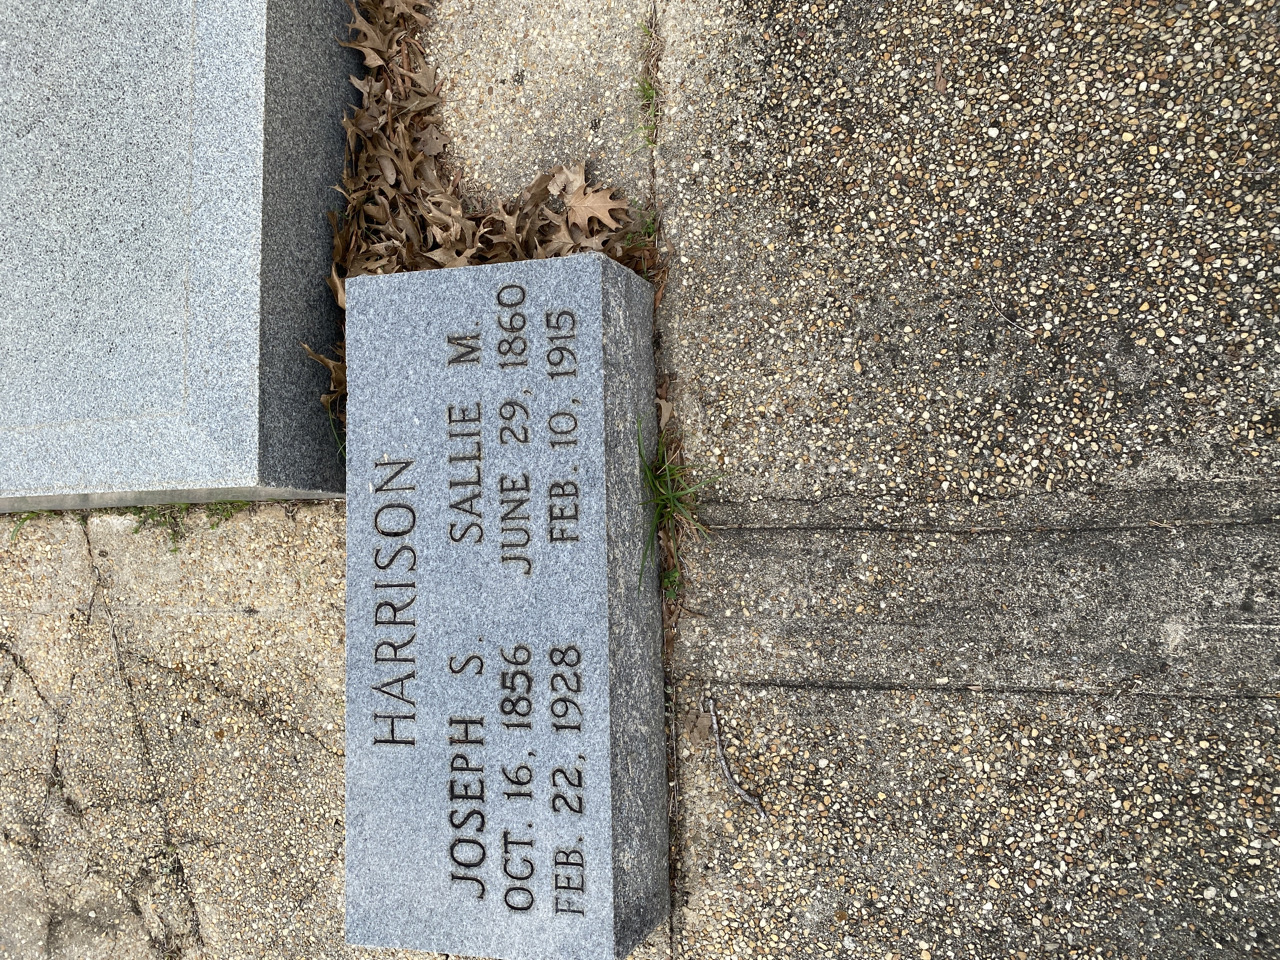 HARRISON
JOSEPH S. SALLIE M.
OCT. 16, 1856 JUNE 29, 1860
FEB. 22, 1928 FEB. 10, 1915